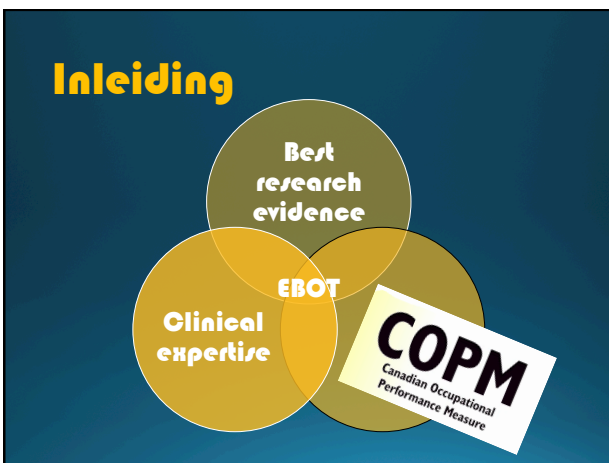 Inleiding
Best
research
evidence
EBOT
Clinical
expertise
COPM
Canadian Occupational
Performance Measure